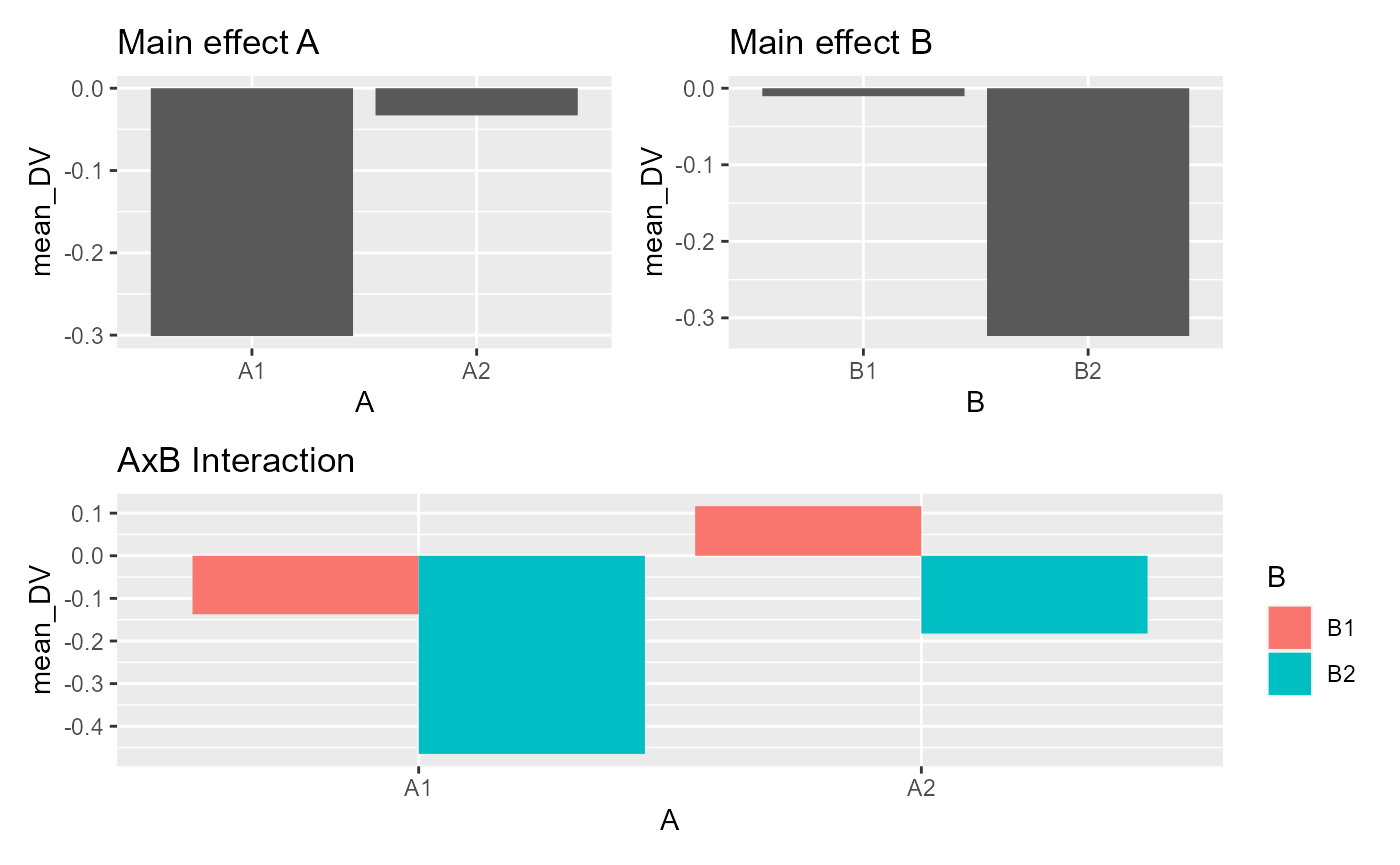 Main effect A
0.0
-0.1
-0.2
-0.3
mean_DV
A1 A2
A
Main effect B
0.0
-0.1
-0.2
-0.3
mean_DV
B1 B2
B
AxB Interaction
0.1
0.0
-0.1
-0.2
-0.3
-0.4
mean_DV
A1 A2
A
B
B1
B2